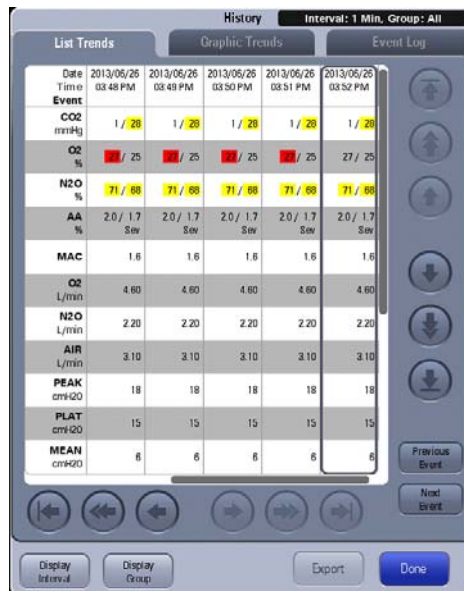 History
Interval: 1 Min, Group: All
List Trends Graphic Trends Event Log
Date 2013/06/26 2013/06/26 2013/06/26 2013/06/26 2013/06/26
Time 03:48 PM 03:49 PM 03:50 PM 03:51 PM 03:52 PM
Event
CO2 1/ 28 1/ 28 1/ 28 1/ 28 1/ 28
mmHg
O2 27/ 25 27/ 25 27/ 25 27/ 25 27/ 25
%
N2O 71/ 68 71/ 68 71/ 68 71/ 68 71/ 68
%
AA 2.0/ 1.7 2.0/ 1.7 2.0/ 1.7 2.0/ 1.7 2.0/ 1.7
% Sev Sev Sev Sev Sev
MAC 1.6 1.6 1.6 1.6 1.6
O2 4.60 4.60 4.60 4.60 4.60
L/min
N2O 2.20 2.20 2.20 2.20 2.20
L/min
AIR 3.10 3.10 3.10 3.10 3.10
L/min
PEAK 18 18 18 18 18
cmH2O
PLAT 15 15 15 15 15
cmH2O
MEAN 6 6 6 6 6
cmH2O
Previous
Event
Next
Event
Display
Interval
Display
Group
Export
Done